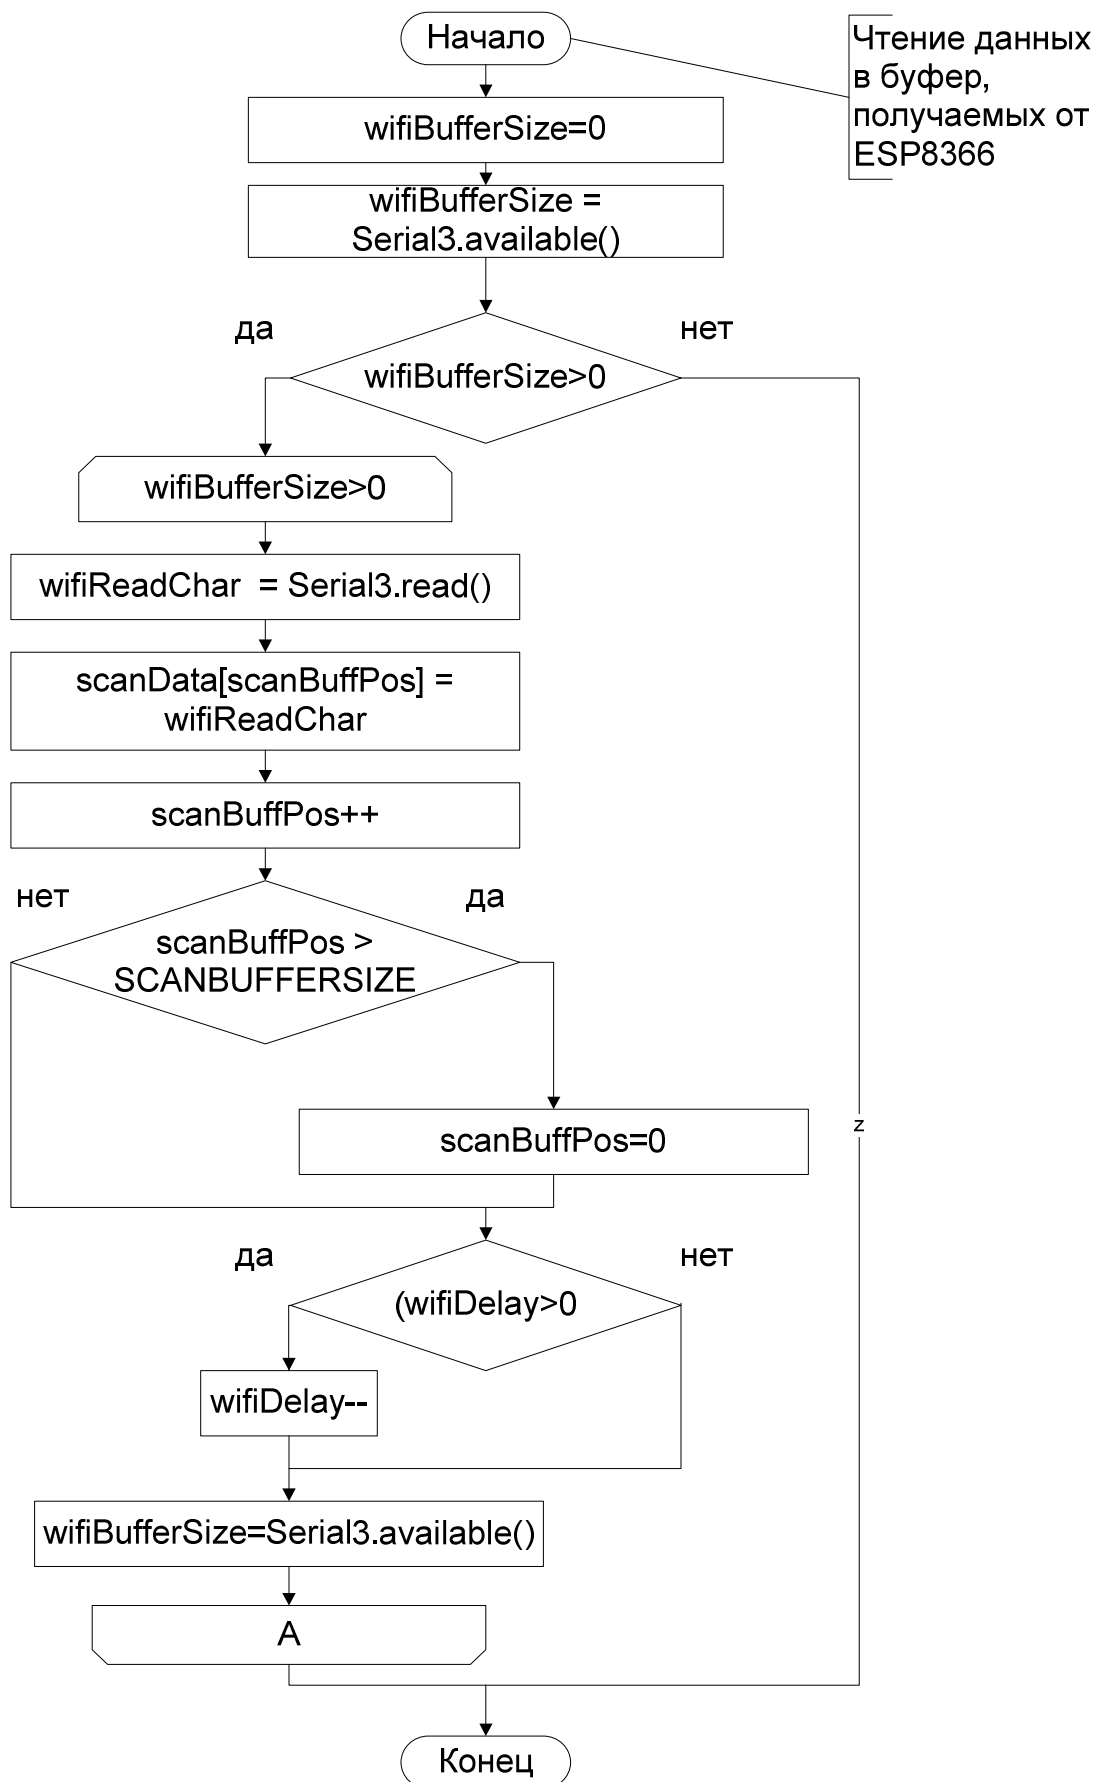 Начало
Чтение данных
в буфер,
получаемых от
ESP8366
wifiBufferSize=0
wifiBufferSize =
Serial3.available()
да
нет
wifiBufferSize>0
wifiBufferSize>0
wifiReadChar = Serial3.read()
scanData[scanBuffPos] =
wifiReadChar
scanBuffPos++
нет
да
scanBuffPos >
SCANBUFFERSIZE
z
scanBuffPos=0
да
нет
(wifiDelay>0
wifiDelay--
wifiBufferSize=Serial3.available()
A
Конец